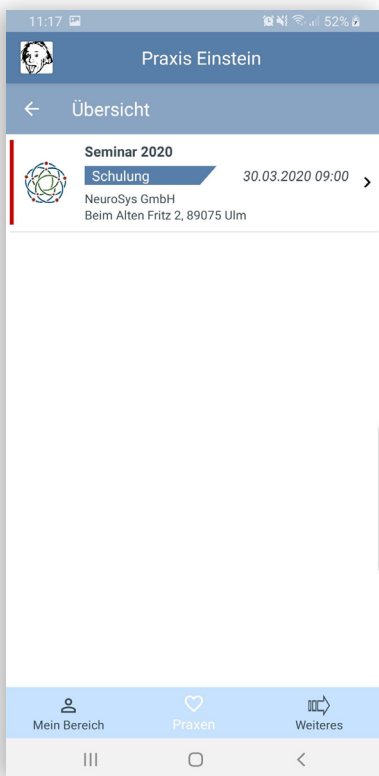 11:17
52%
Praxis Einstein
Übersicht
Seminar 2020
Schulung
30.03.2020 09:00
NeuroSys GmbH
Beim Alten Fritz 2, 89075 Ulm
Mein Bereich
Praxen
Weiteres